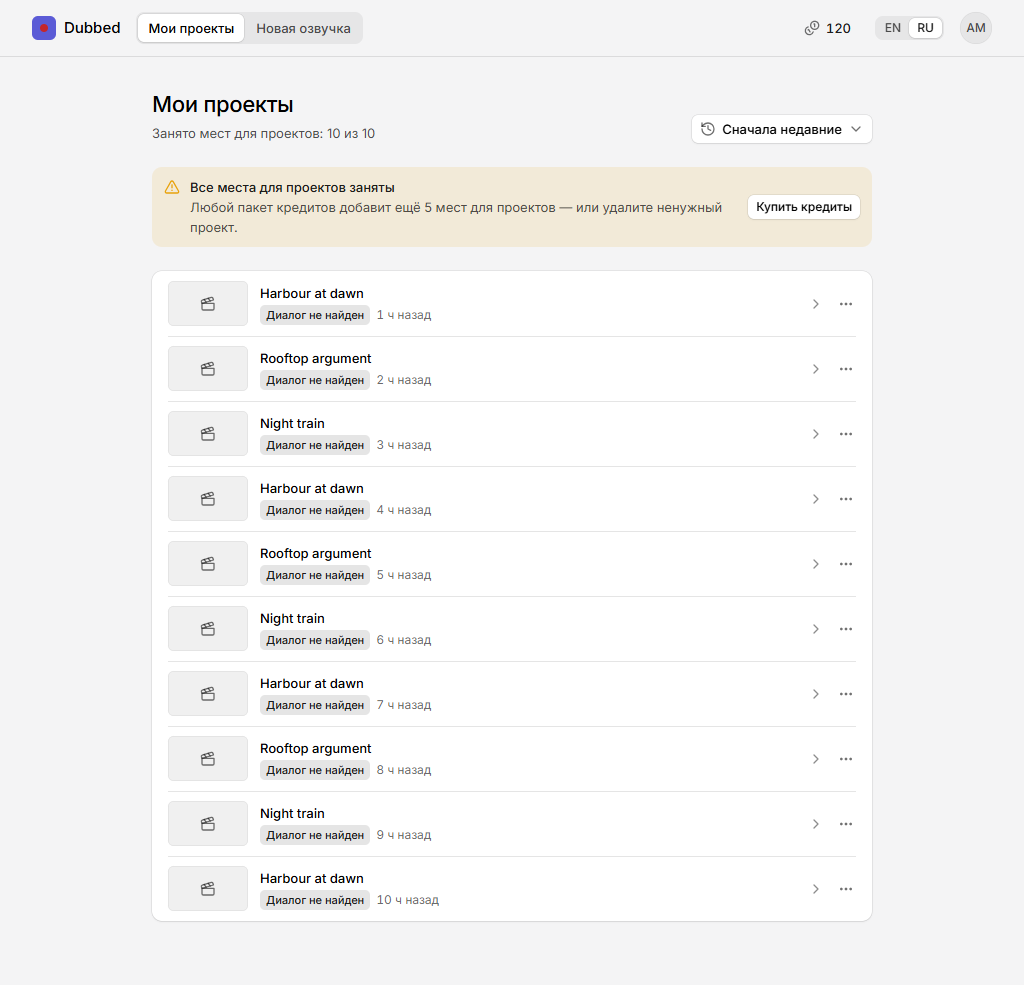 Dubbed
Мои проекты
Новая озвучка
120
EN
RU
AM
Мои проекты
Занято мест для проектов: 10 из 10
Сначала недавние
Все места для проектов заняты
Любой пакет кредитов добавит ещё 5 мест для проектов — или удалите ненужный
проект.
Купить кредиты
Harbour at dawn
Диалог не найден 1 ч назад
Rooftop argument
Диалог не найден 2 ч назад
Night train
Диалог не найден 3 ч назад
Harbour at dawn
Диалог не найден 4 ч назад
Rooftop argument
Диалог не найден 5 ч назад
Night train
Диалог не найден 6 ч назад
Harbour at dawn
Диалог не найден 7 ч назад
Rooftop argument
Диалог не найден 8 ч назад
Night train
Диалог не найден 9 ч назад
Harbour at dawn
Диалог не найден 10 ч назад